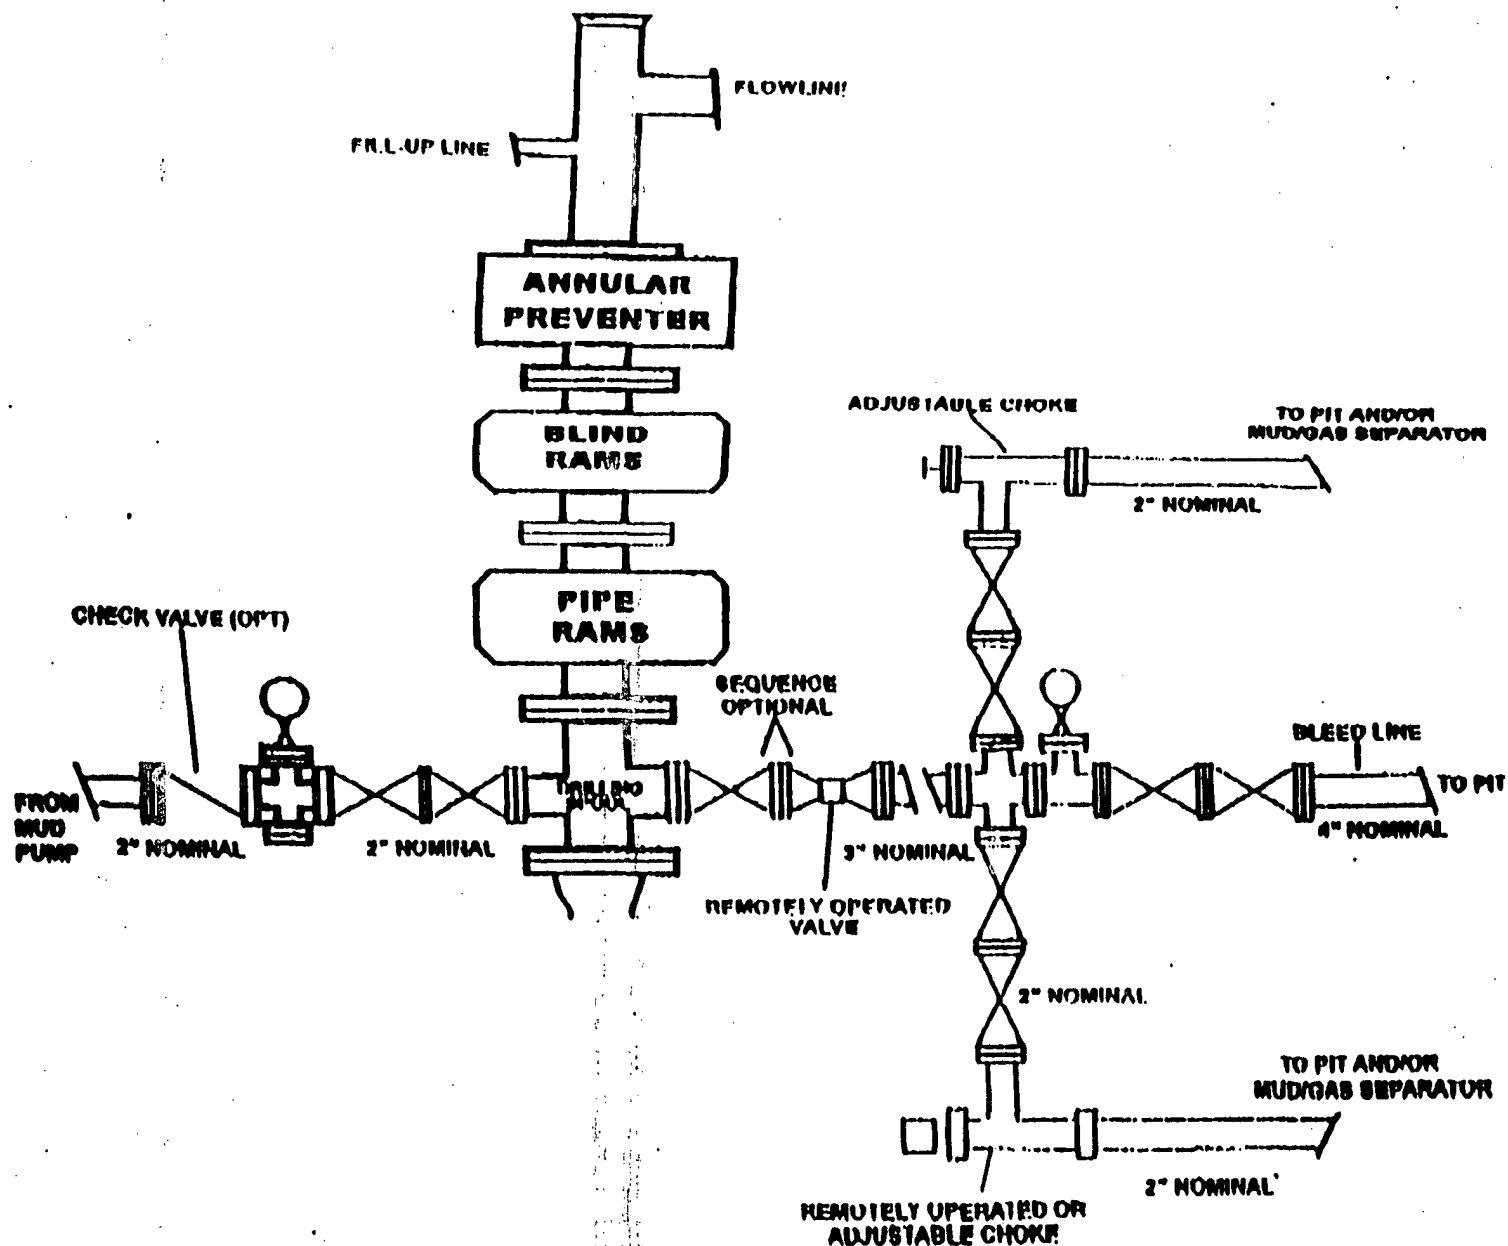 FLOWLINE
FILL-UP LINE
ANNULAR
PREVENTER
BLIND
RAMS
PIPE
RAMS
ADJUSTABLE CHOKE
TO PIT AND/OR
MUD/GAS SEPARATOR
2" NOMINAL
CHECK VALVE (OPT)
SEQUENCE
OPTIONAL
BLEED LINE
TO PIT
4" NOMINAL
FROM
MUD
PUMP
2" NOMINAL
2" NOMINAL
DRILLING
SPOOL
3" NOMINAL
REMOTELY OPERATED
VALVE
2" NOMINAL
TO PIT AND/OR
MUD/GAS SEPARATOR
2" NOMINAL
REMOTELY OPERATED OR
ADJUSTABLE CHOKE